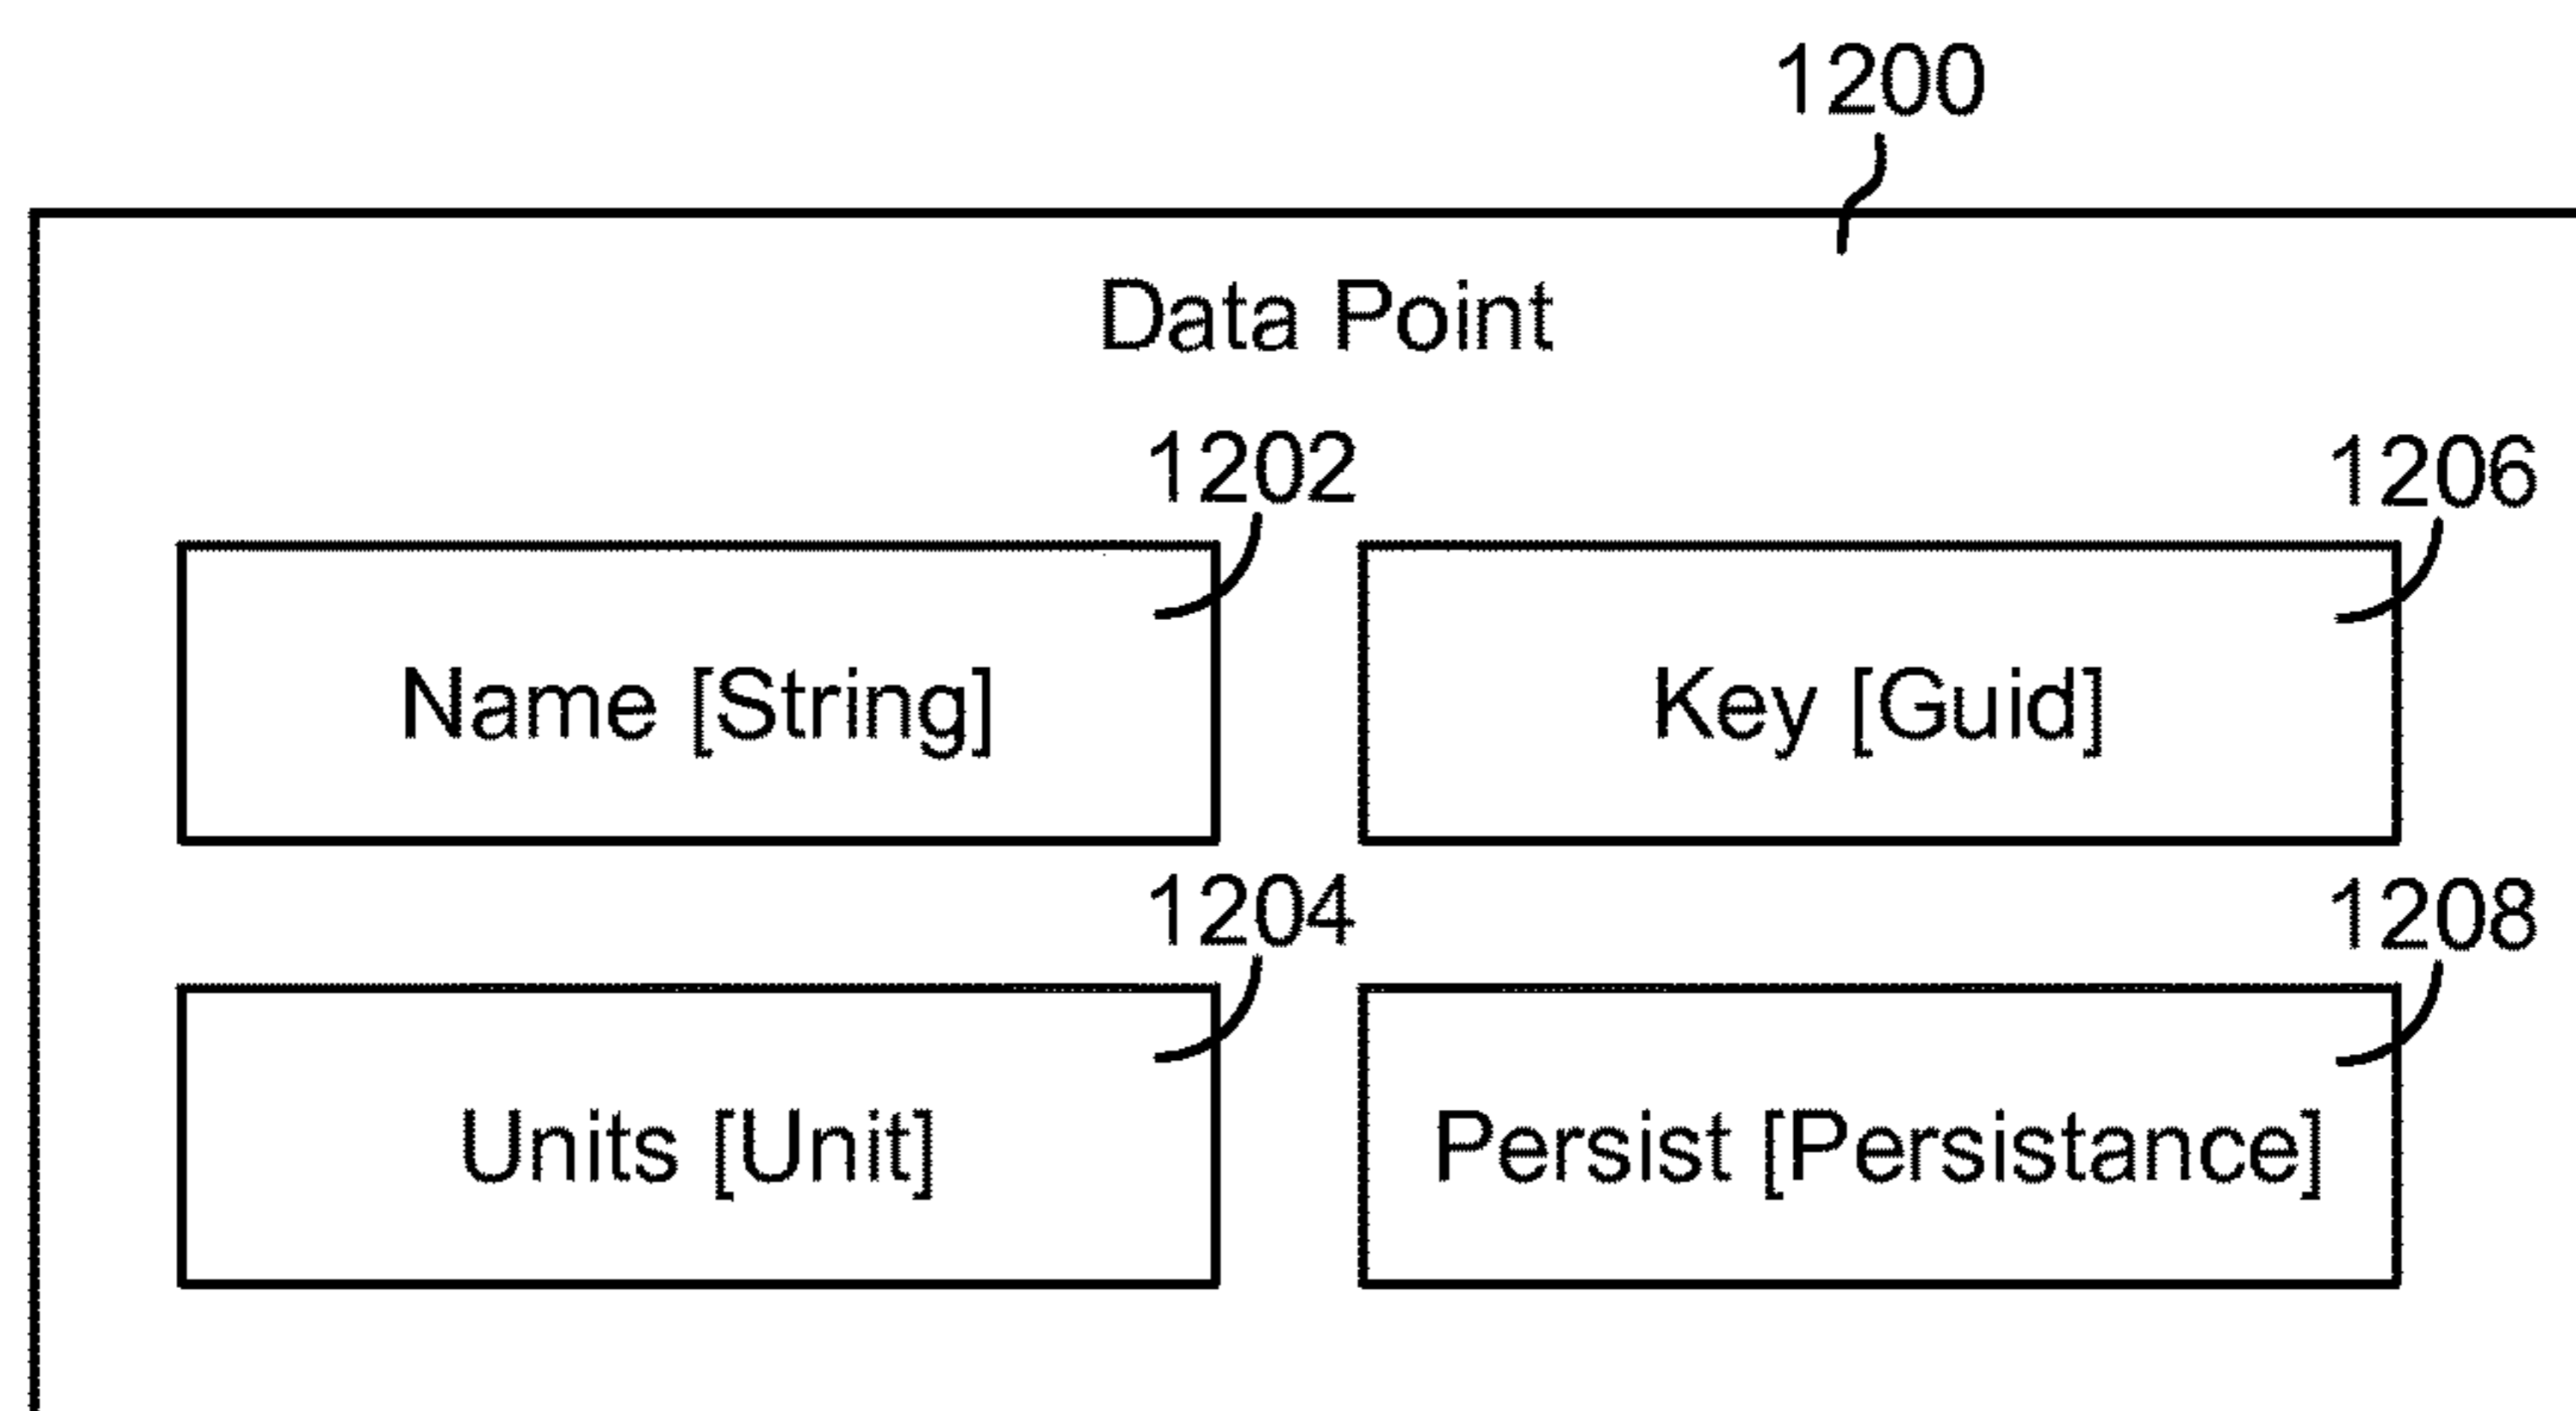 1200
Data Point
1202
1206
Name [String]
Key [Guid]
1204
1208
Units [Unit]
Persist [Persistance]